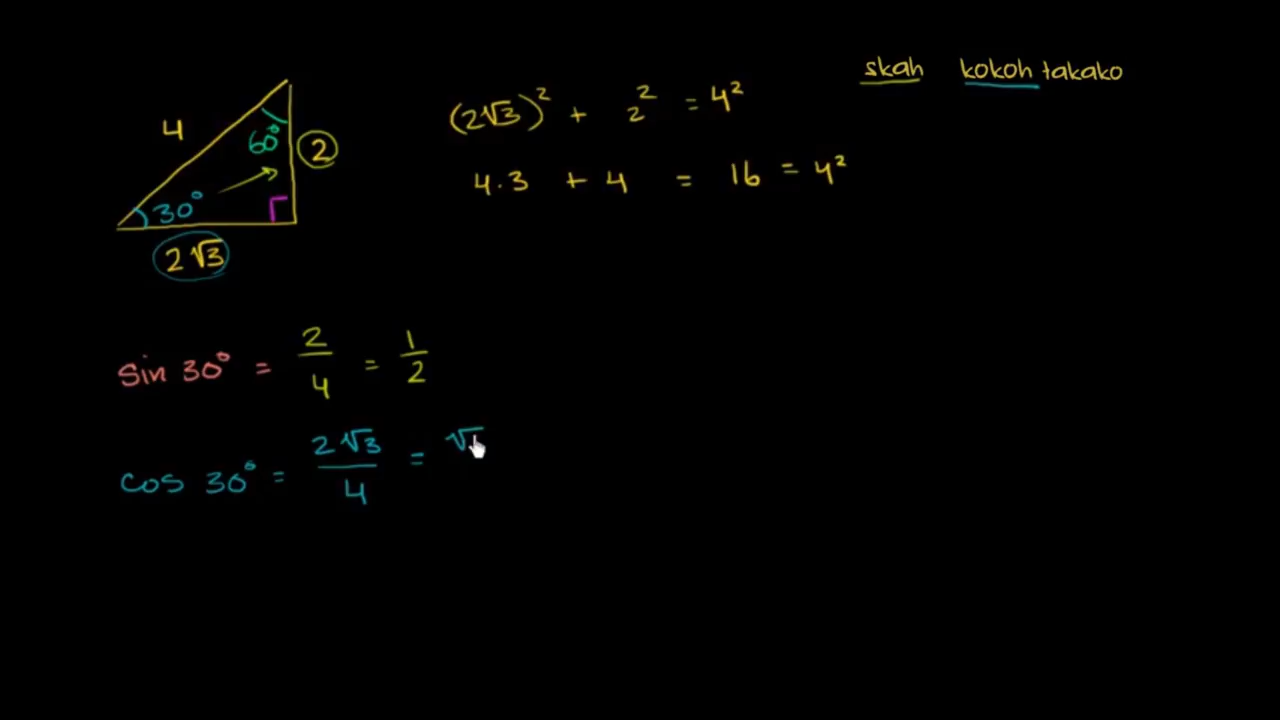 skah kokoh takako
4
60°
2
30°
2√3
(2√3)² + 2² = 4²
4.3 + 4 = 16 = 4²
sin 30° = 2/4 = 1/2
cos 30° = 2√3/4 = √